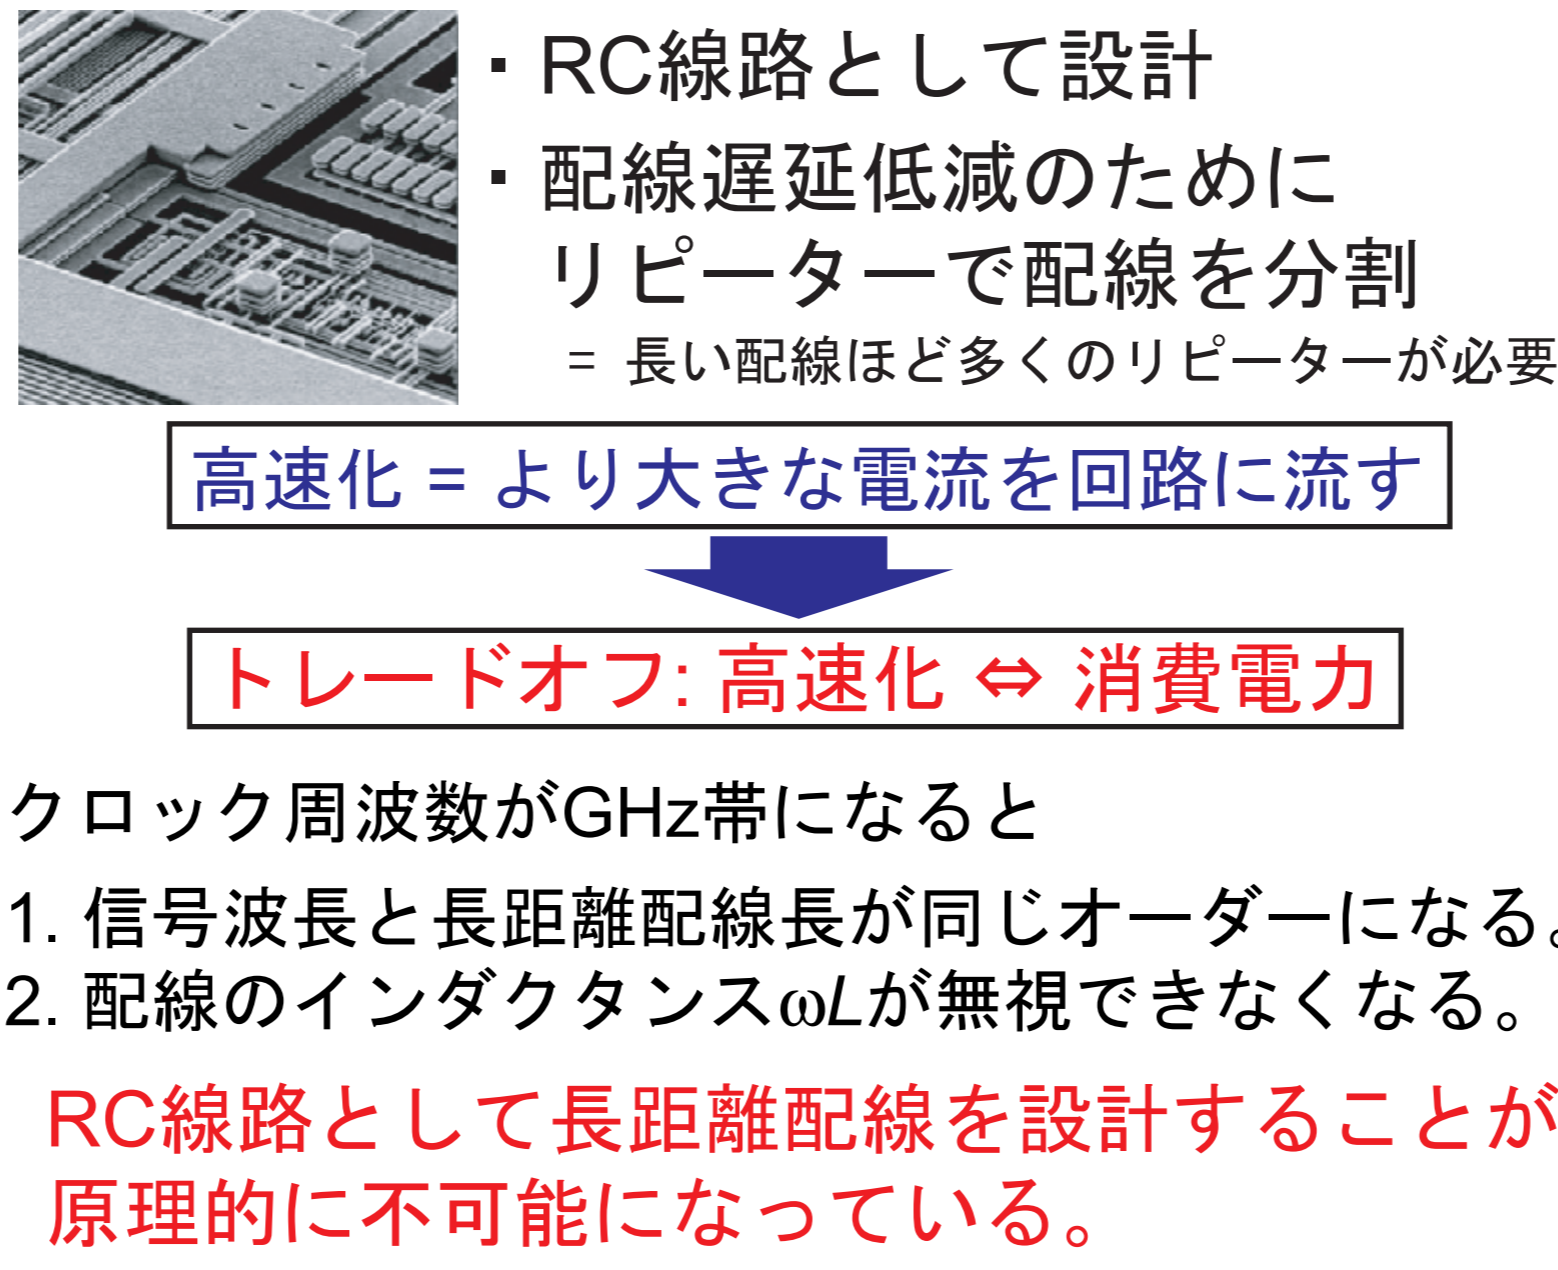 ・RC線路として設計
・配線遅延低減のために
リピーターで配線を分割
= 長い配線ほど多くのリピーターが必要
高速化 = より大きな電流を回路に流す
トレードオフ: 高速化 ⇔ 消費電力
クロック周波数がGHz帯になると
1. 信号波長と長距離配線長が同じオーダーになる。
2. 配線のインダクタンスωLが無視できなくなる。
RC線路として長距離配線を設計することが
原理的に不可能になっている。